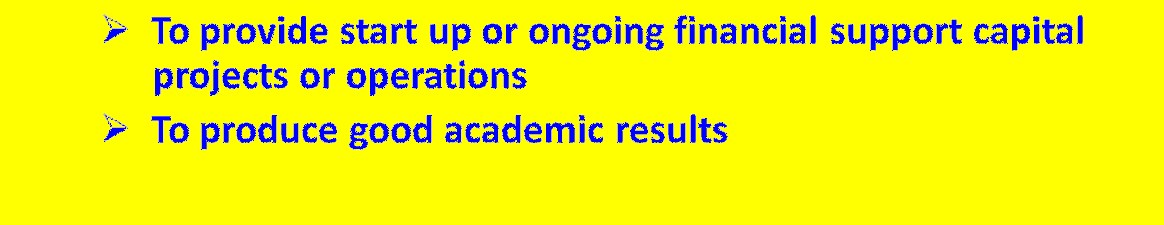 ➢ To provide start up or ongoing financial support capital
projects or operations
➢ To produce good academic results